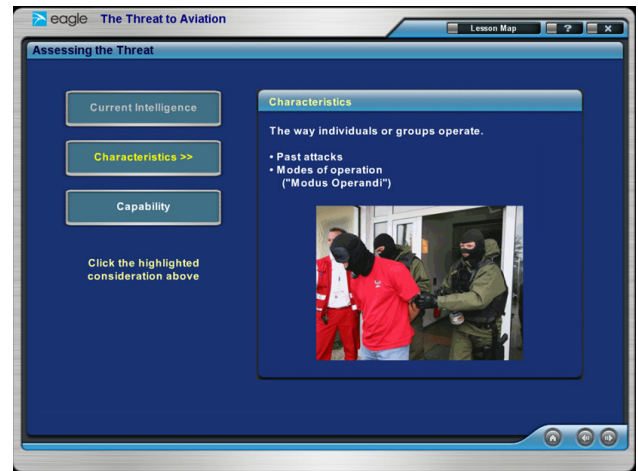 eagle The Threat to Aviation
Lesson Map ? X
Assessing the Threat
Current Intelligence
Characteristics >>
Capability
Click the highlighted
consideration above
Characteristics
The way individuals or groups operate.
• Past attacks
• Modes of operation
("Modus Operandi")